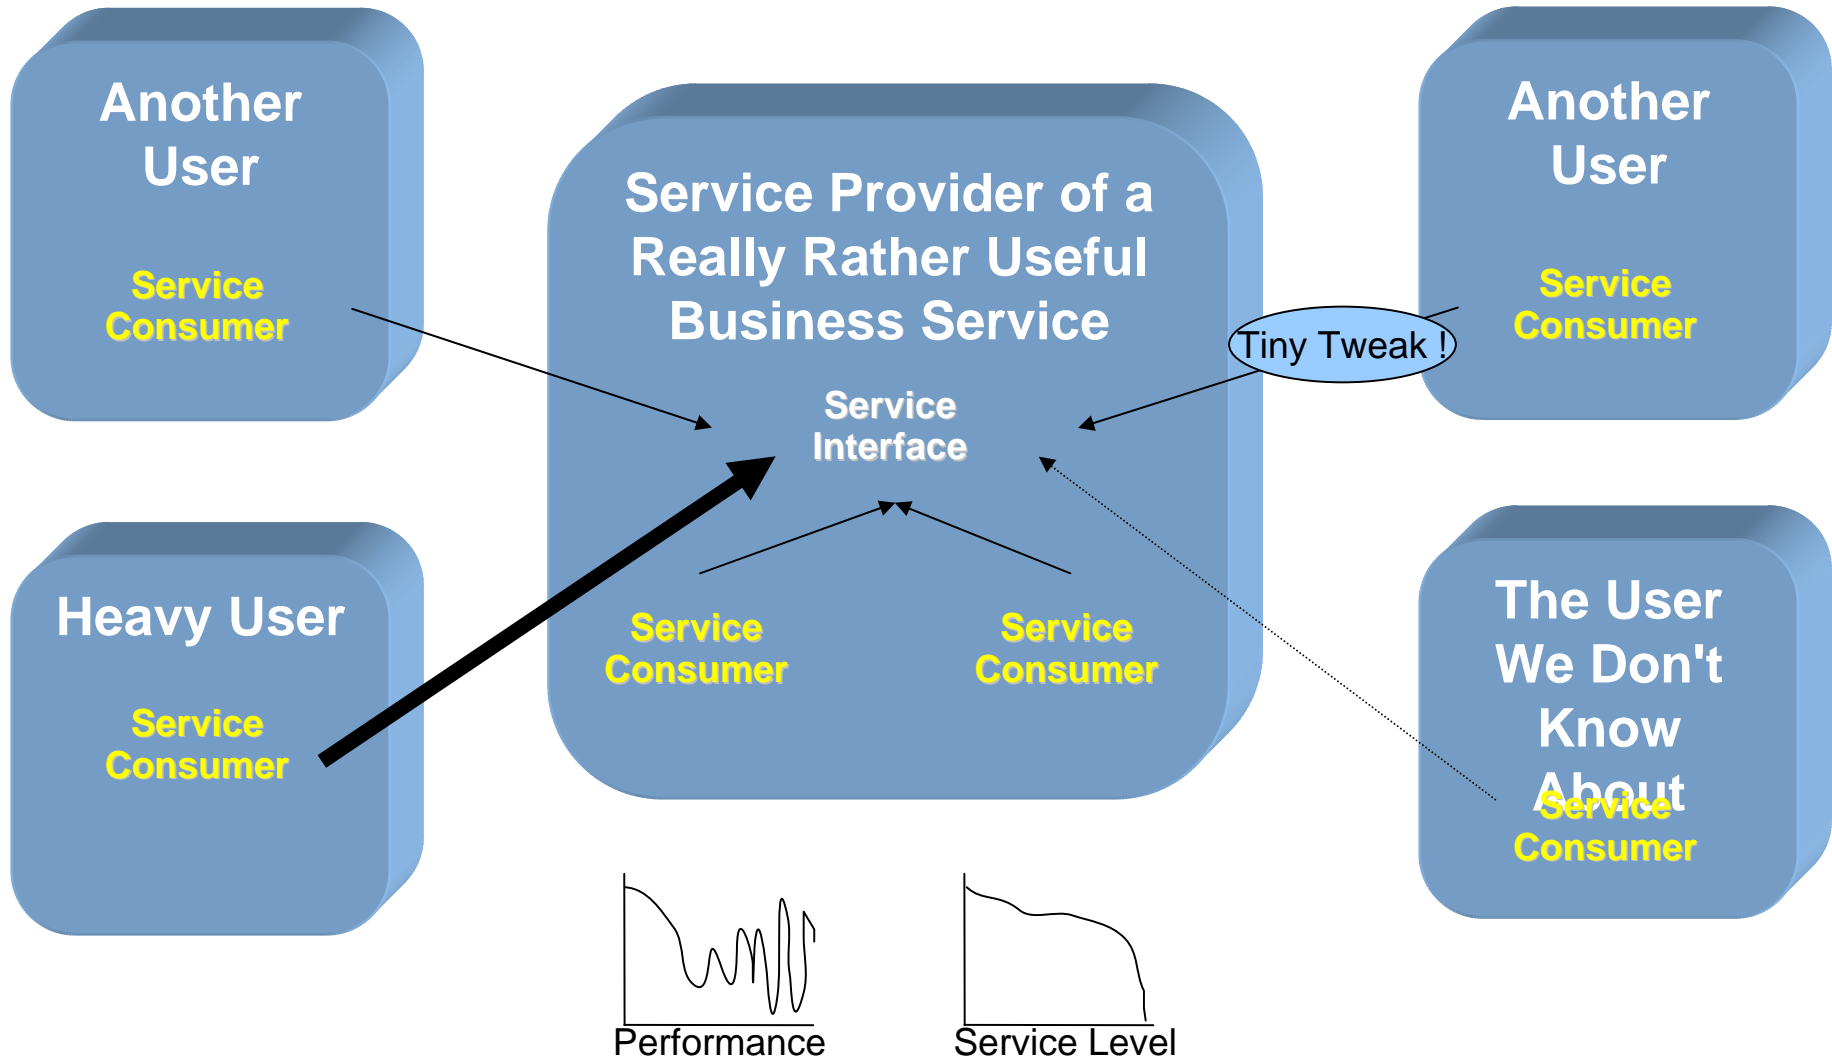 Another
User
Service
Consumer
Service Provider of a
Really Rather Useful
Business Service
Service
Interface
Service
Consumer
Service
Consumer
Another
User
Service
Consumer
Tiny Tweak !
Heavy User
Service
Consumer
The User
We Don't
Know
About
Service
Consumer
Performance
Service Level